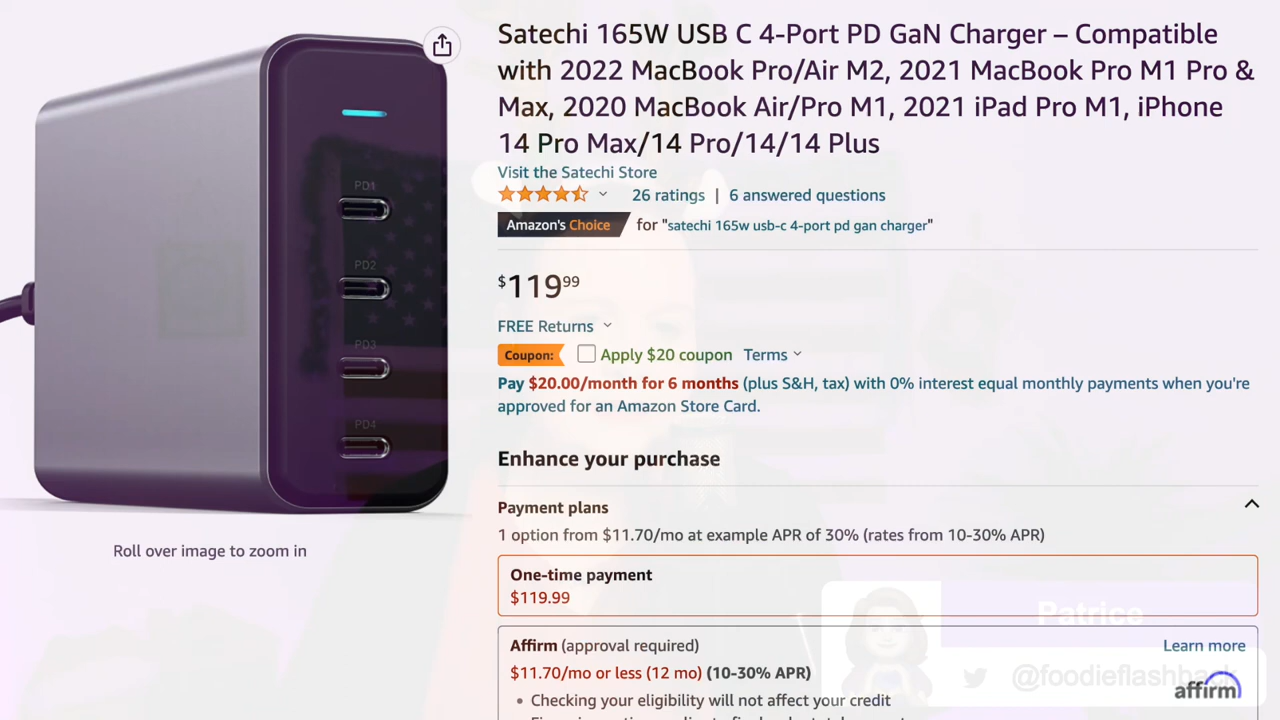 Satechi 165W USB C 4-Port PD GaN Charger – Compatible
with 2022 MacBook Pro/Air M2, 2021 MacBook Pro M1 Pro &
Max, 2020 MacBook Air/Pro M1, 2021 iPad Pro M1, iPhone
14 Pro Max/14 Pro/14/14 Plus
Visit the Satechi Store
26 ratings | 6 answered questions
Amazon's Choice for "satechi 165w usb-c 4-port pd gan charger"
$119.99
FREE Returns
Coupon: Apply $20 coupon Terms
Pay $20.00/month for 6 months (plus S&H, tax) with 0% interest equal monthly payments when you're
approved for an Amazon Store Card.
Enhance your purchase
Payment plans
1 option from $11.70/mo at example APR of 30% (rates from 10-30% APR)
One-time payment
$119.99
Affirm (approval required) Learn more
$11.70/mo or less (12 mo) (10-30% APR)
• Checking your eligibility will not affect your credit
affirm
PD1
PD2
PD3
PD4
Roll over image to zoom in
Patrice
@foodieflashback